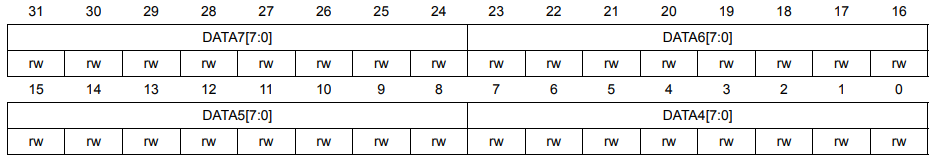 31 30 29 28 27 26 25 24 23 22 21 20 19 18 17 16
DATA7[7:0] DATA6[7:0]
rw rw rw rw rw rw rw rw rw rw rw rw rw rw rw rw
15 14 13 12 11 10 9 8 7 6 5 4 3 2 1 0
DATA5[7:0] DATA4[7:0]
rw rw rw rw rw rw rw rw rw rw rw rw rw rw rw rw